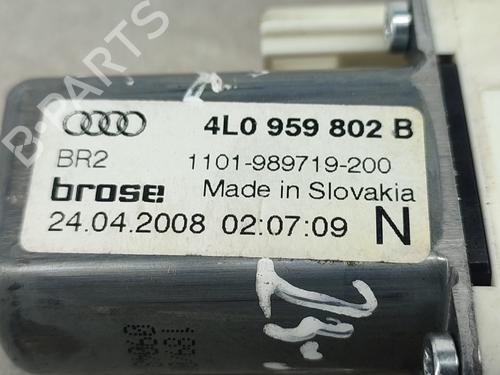 B-PARTS
4L0 959 802 B
BR2 1101-989719-200
brose Made in Slovakia
24.04.2008 02:07:09 N